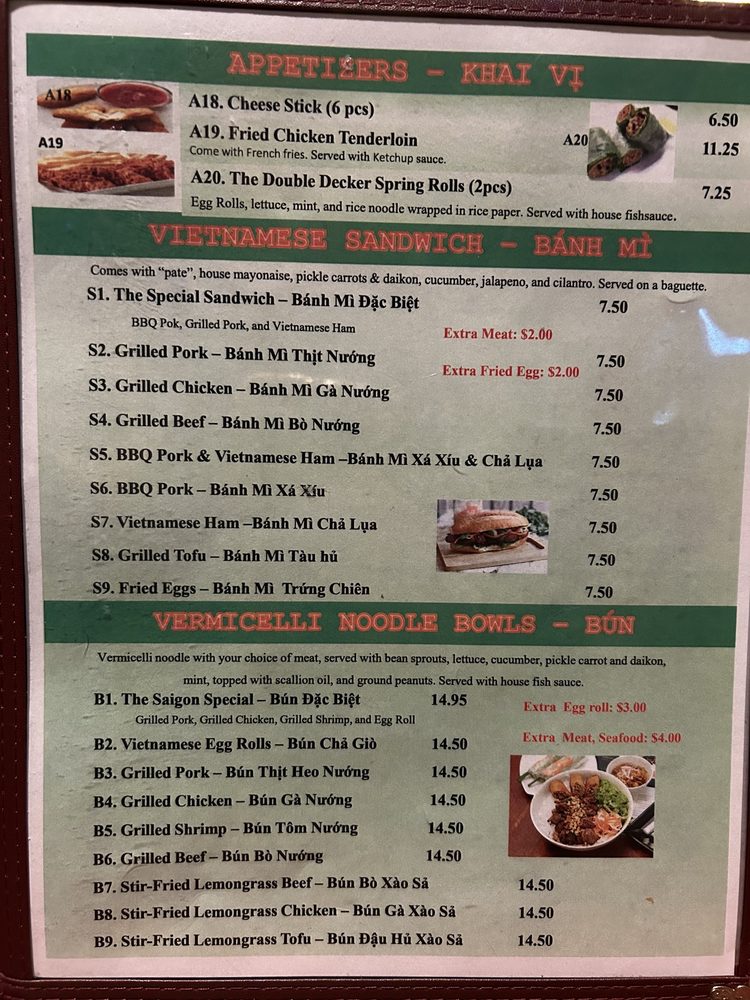 APPETIZERS – KHAI VỊ
A18
A18. Cheese Stick (6 pcs) 6.50
A19. Fried Chicken Tenderloin 11.25
A19
A20
Come with French fries. Served with Ketchup sauce.
A20. The Double Decker Spring Rolls (2pcs) 7.25
Egg Rolls, lettuce, mint, and rice noodle wrapped in rice paper. Served with house fishsauce.
VIETNAMESE SANDWICH – BÁNH MÌ
Comes with “pate”, house mayonaise, pickle carrots & daikon, cucumber, jalapeno, and cilantro. Served on a baguette.
S1. The Special Sandwich – Bánh Mì Đặc Biệt 7.50
BBQ Pok, Grilled Pork, and Vietnamese Ham
Extra Meat: $2.00
S2. Grilled Pork – Bánh Mì Thịt Nướng 7.50
Extra Fried Egg: $2.00
S3. Grilled Chicken – Bánh Mì Gà Nướng 7.50
S4. Grilled Beef – Bánh Mì Bò Nướng 7.50
S5. BBQ Pork & Vietnamese Ham –Bánh Mì Xá Xíu & Chả Lụa 7.50
S6. BBQ Pork – Bánh Mì Xá Xíu 7.50
S7. Vietnamese Ham –Bánh Mì Chả Lụa 7.50
S8. Grilled Tofu – Bánh Mì Tàu hủ 7.50
S9. Fried Eggs – Bánh Mì Trứng Chiên 7.50
VERMICELLI NOODLE BOWLS – BÚN
Vermicelli noodle with your choice of meat, served with bean sprouts, lettuce, cucumber, pickle carrot and daikon,
mint, topped with scallion oil, and ground peanuts. Served with house fish sauce.
B1. The Saigon Special – Bún Đặc Biệt 14.95
Extra Egg roll: $3.00
Grilled Pork, Grilled Chicken, Grilled Shrimp, and Egg Roll
Extra Meat, Seafood: $4.00
B2. Vietnamese Egg Rolls – Bún Chả Giò 14.50
B3. Grilled Pork – Bún Thịt Heo Nướng 14.50
B4. Grilled Chicken – Bún Gà Nướng 14.50
B5. Grilled Shrimp – Bún Tôm Nướng 14.50
B6. Grilled Beef – Bún Bò Nướng 14.50
B7. Stir-Fried Lemongrass Beef – Bún Bò Xào Sả 14.50
B8. Stir-Fried Lemongrass Chicken – Bún Gà Xào Sả 14.50
B9. Stir-Fried Lemongrass Tofu – Bún Đậu Hủ Xào Sả 14.50